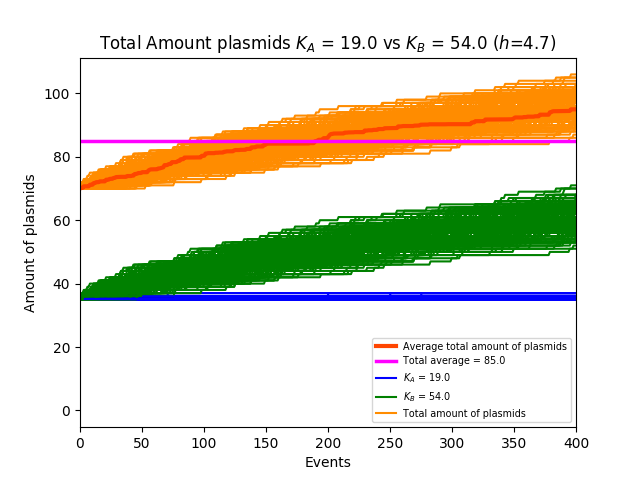 Total Amount plasmids K_A = 19.0 vs K_B = 54.0 (h=4.7)
Amount of plasmids
100
80
60
40
20
0
0 50 100 150 200 250 300 350 400
Events
Average total amount of plasmids
Total average = 85.0
K_A = 19.0
K_B = 54.0
Total amount of plasmids